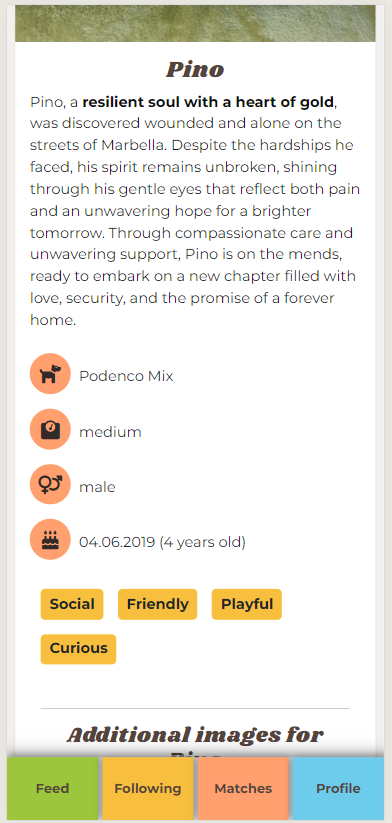 Pino
Pino, a resilient soul with a heart of gold,
was discovered wounded and alone on the
streets of Marbella. Despite the hardships he
faced, his spirit remains unbroken, shining
through his gentle eyes that reflect both pain
and an unwavering hope for a brighter
tomorrow. Through compassionate care and
unwavering support, Pino is on the mends,
ready to embark on a new chapter filled with
love, security, and the promise of a forever
home.
Podenco Mix
medium
male
04.06.2019 (4 years old)
Social Friendly Playful
Curious
Additional images for
Pino
Feed Following Matches Profile